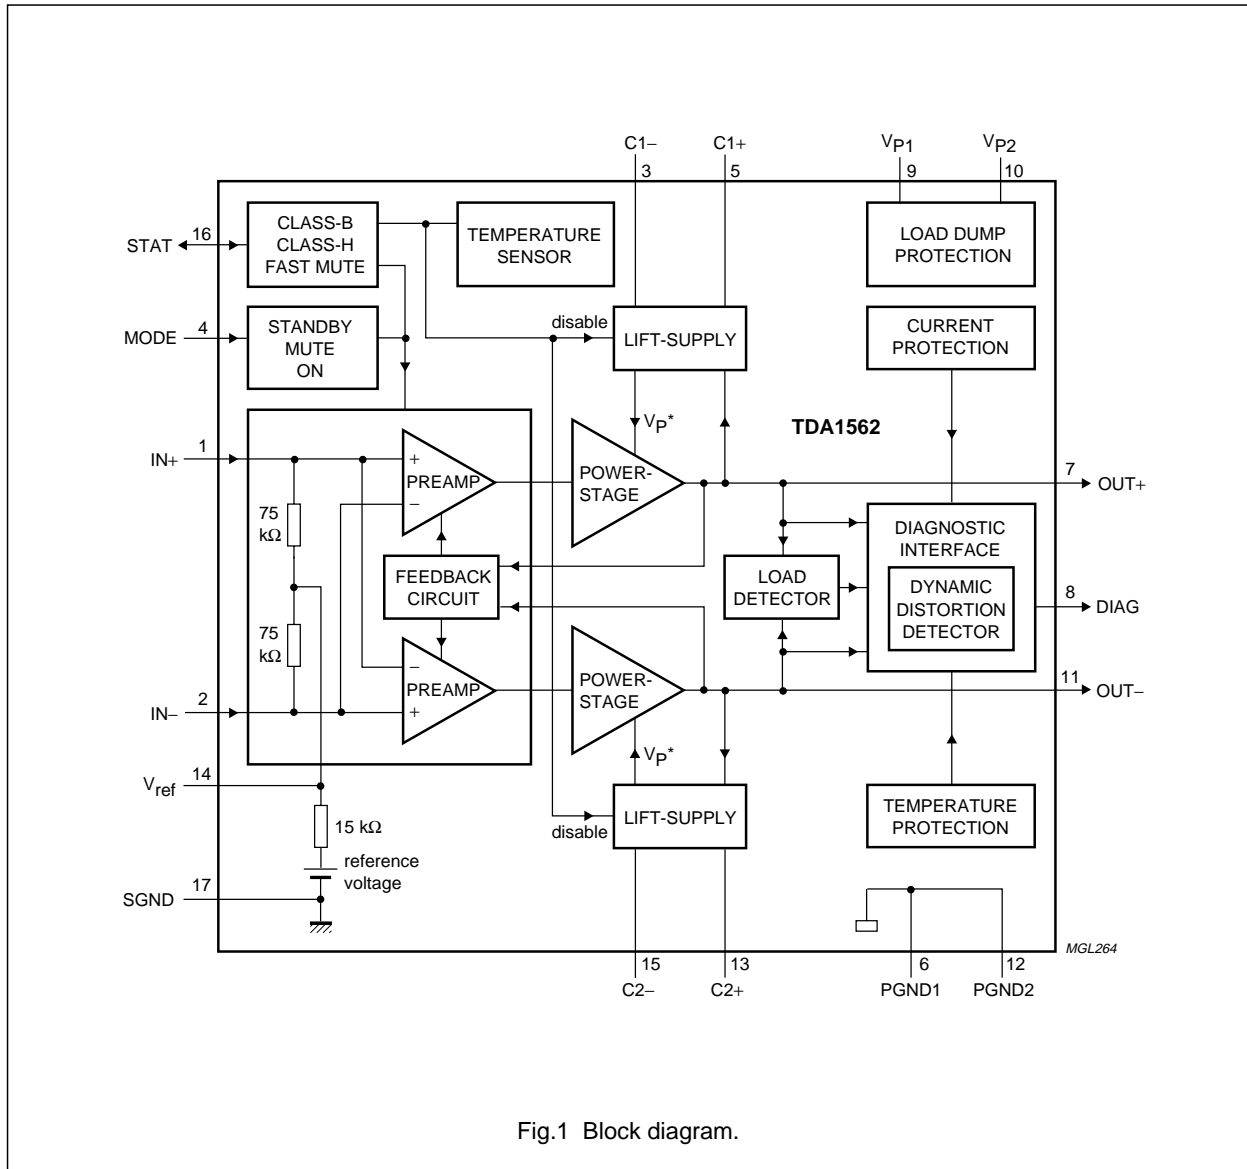 C1−
C1+
VP1
VP2
3
5
9
10
STAT
16
CLASS-B
CLASS-H
FAST MUTE
TEMPERATURE
SENSOR
LOAD DUMP
PROTECTION
MODE
4
STANDBY
MUTE
ON
disable
LIFT-SUPPLY
CURRENT
PROTECTION
VP*
TDA1562
IN+
1
+
PREAMP
−
POWER-
STAGE
7
OUT+
75
kΩ
FEEDBACK
CIRCUIT
LOAD
DETECTOR
DIAGNOSTIC
INTERFACE
DYNAMIC
DISTORTION
DETECTOR
8
DIAG
75
kΩ
−
PREAMP
+
POWER-
STAGE
11
OUT−
IN−
2
VP*
Vref
14
15 kΩ
disable
LIFT-SUPPLY
TEMPERATURE
PROTECTION
reference
voltage
SGND
17
MGL264
15
13
6
12
C2−
C2+
PGND1
PGND2
Fig.1 Block diagram.